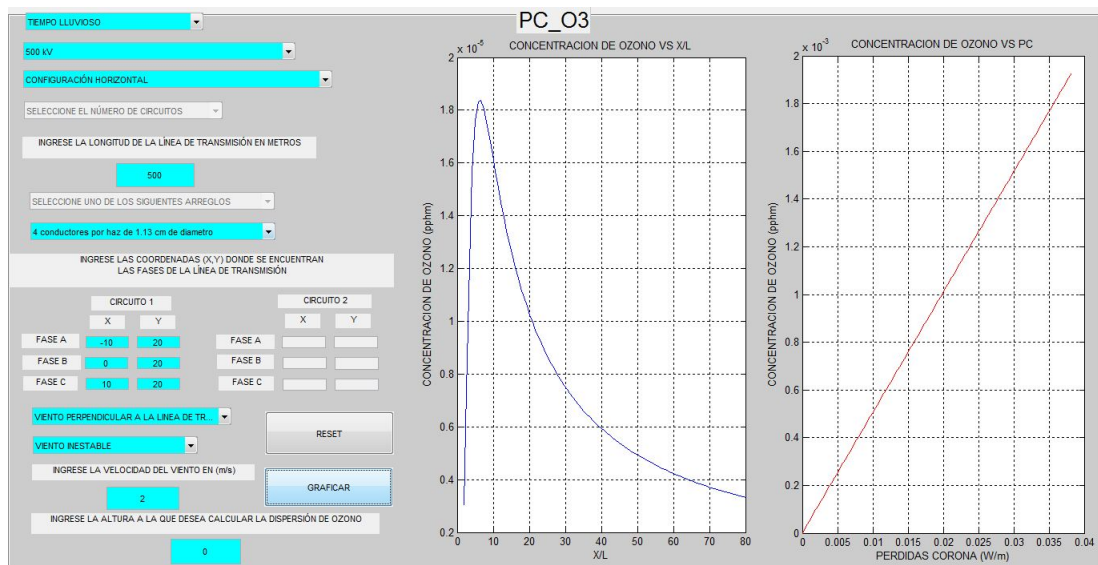 PC_O3
TIEMPO LLUVIOSO
500 kV
CONFIGURACIÓN HORIZONTAL
SELECCIONE EL NÚMERO DE CIRCUITOS
INGRESE LA LONGITUD DE LA LÍNEA DE TRANSMISIÓN EN METROS
500
SELECCIONE UNO DE LOS SIGUIENTES ARREGLOS
4 conductores por haz de 1.13 cm de diametro
INGRESE LAS COORDENADAS (X,Y) DONDE SE ENCUENTRAN
LAS FASES DE LA LÍNEA DE TRANSMISIÓN
CIRCUITO 1
X Y
FASE A -10 20
FASE B 0 20
FASE C 10 20
CIRCUITO 2
X Y
FASE A
FASE B
FASE C
VIENTO PERPENDICULAR A LA LINEA DE TR...
VIENTO INESTABLE
INGRESE LA VELOCIDAD DEL VIENTO EN (m/s)
2
RESET
GRAFICAR
INGRESE LA ALTURA A LA QUE DESEA CALCULAR LA DISPERSIÓN DE OZONO
0
x 10-5
CONCENTRACION DE OZONO VS X/L
CONCENTRACION DE OZONO (pphm)
2
1.8
1.6
1.4
1.2
1
0.8
0.6
0.4
0.2
0 10 20 30 40 50 60 70 80
X/L
x 10-3
CONCENTRACION DE OZONO VS PC
CONCENTRACION DE OZONO (pphm)
2
1.8
1.6
1.4
1.2
1
0.8
0.6
0.4
0.2
0
0 0.005 0.01 0.015 0.02 0.025 0.03 0.035 0.04
PERDIDAS CORONA (W/m)